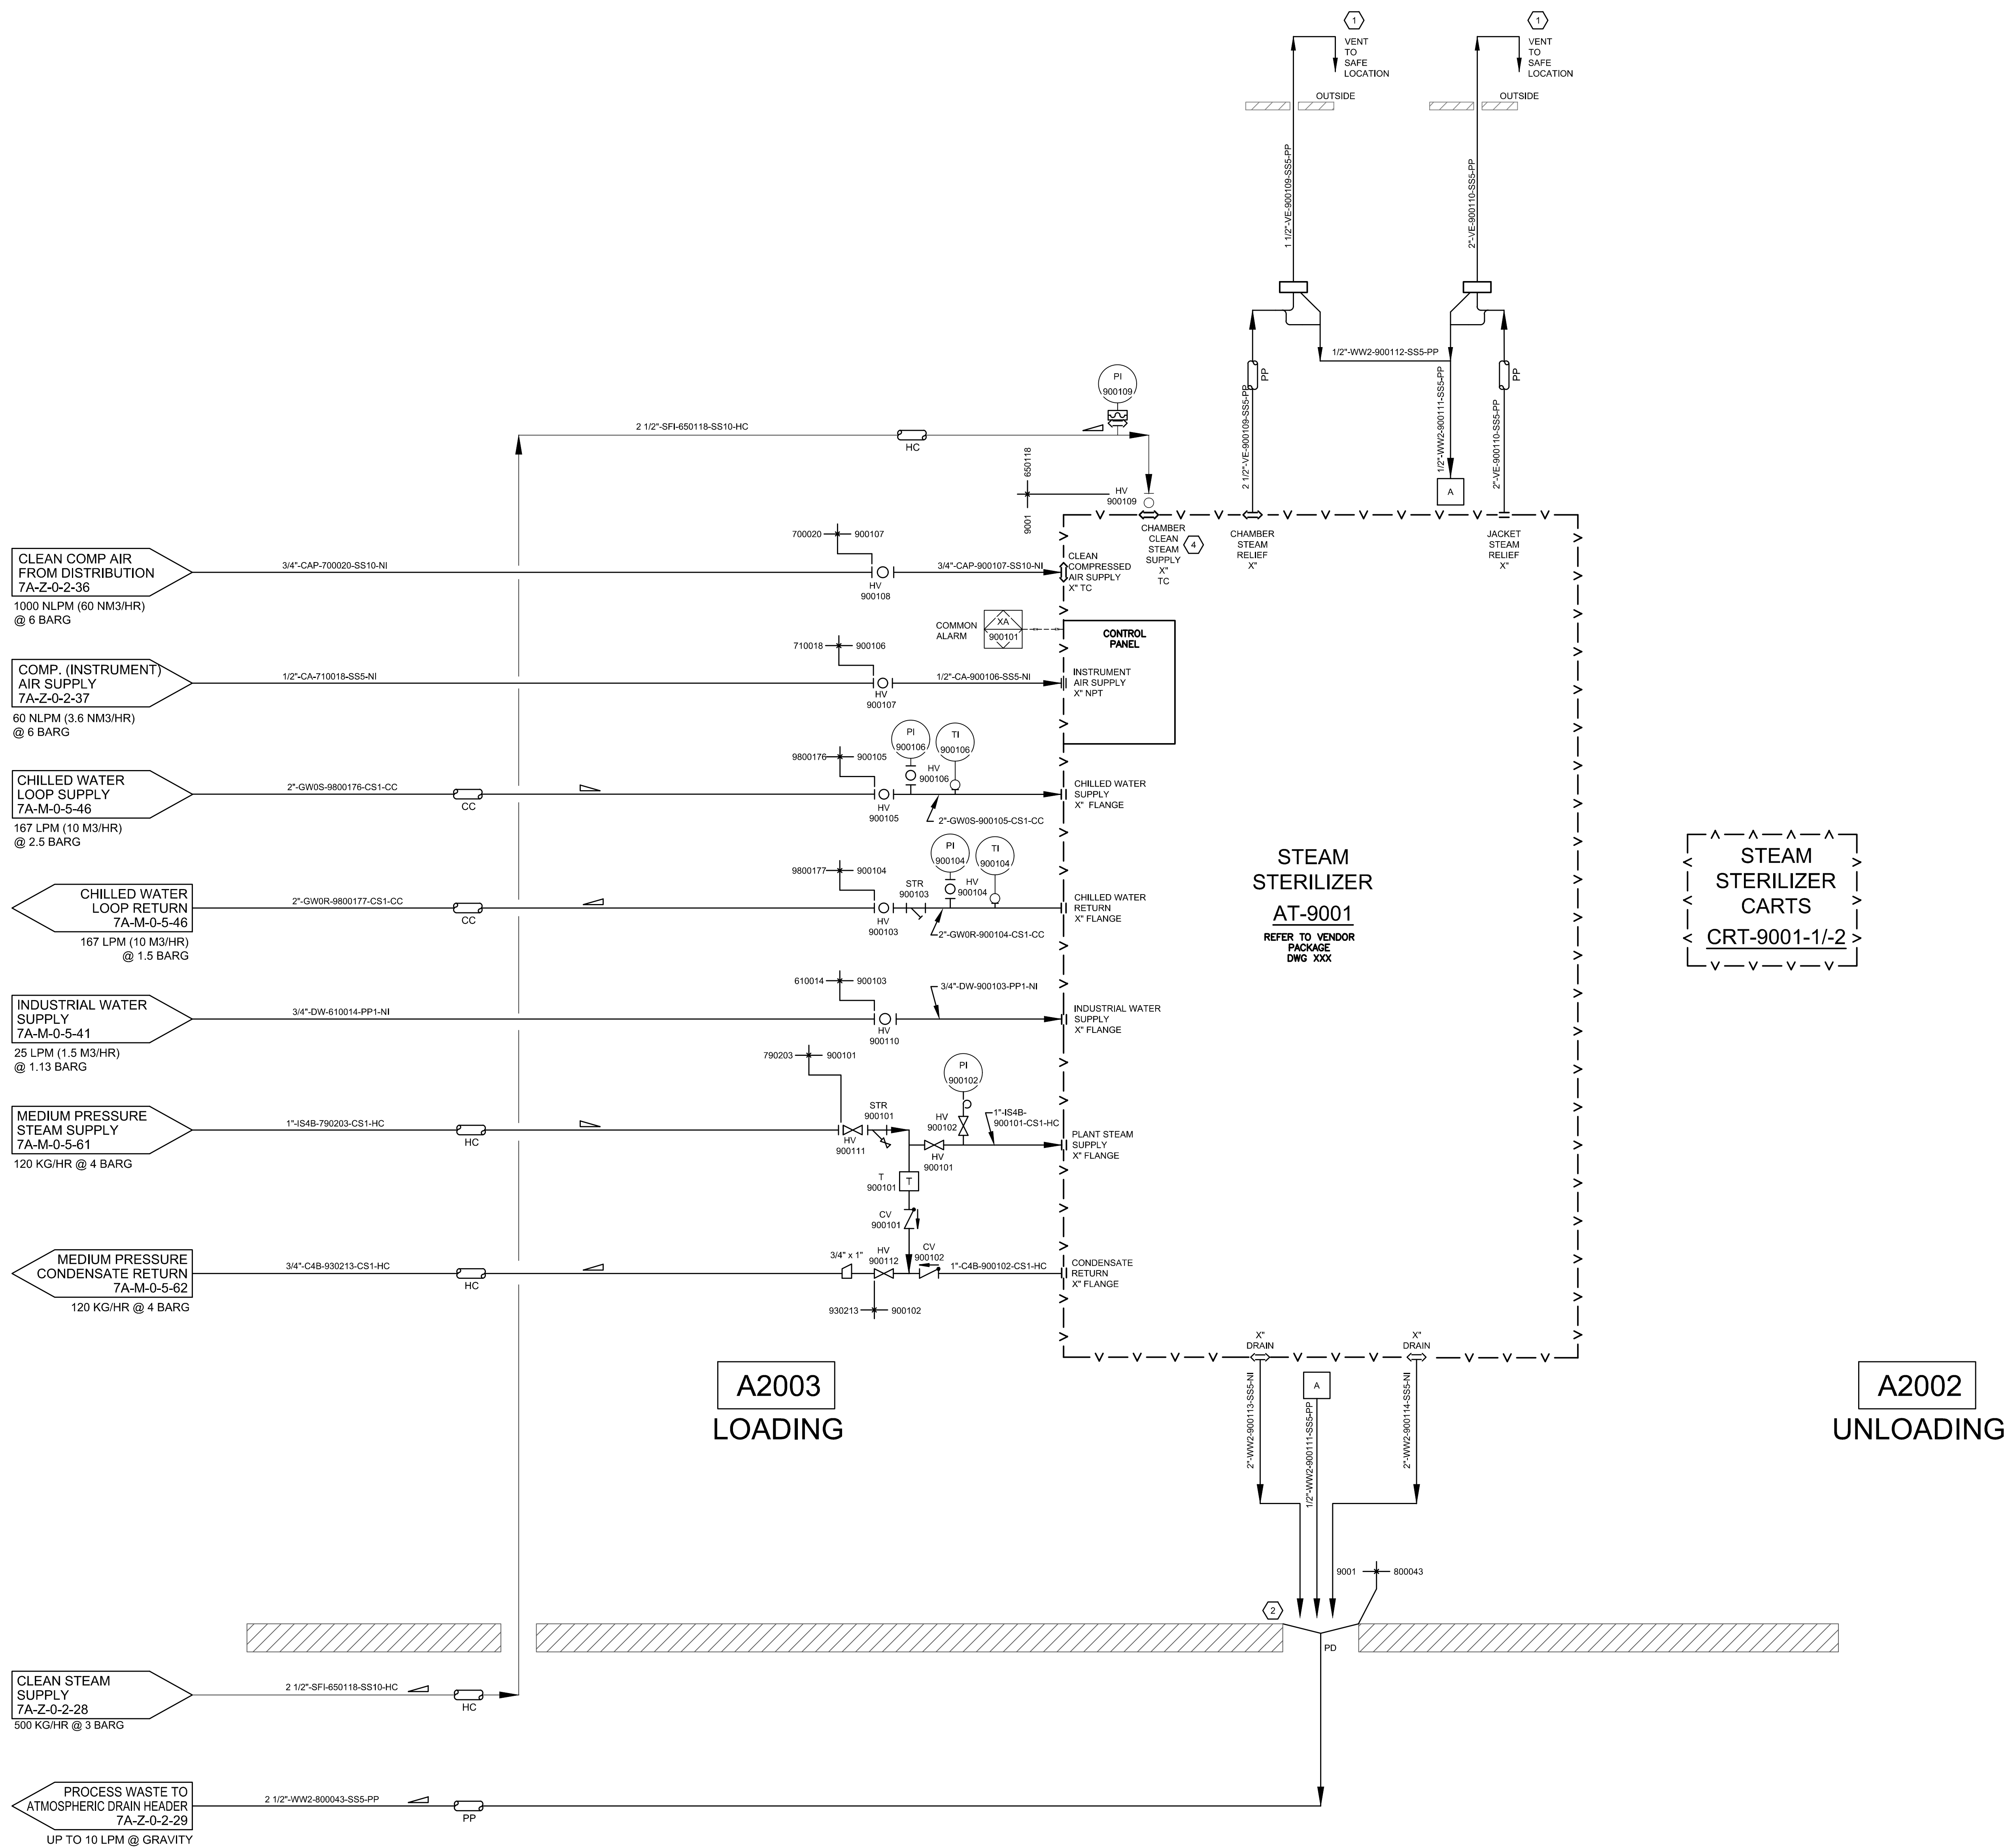 1
VENT
TO
SAFE
LOCATION
OUTSIDE
1
VENT
TO
SAFE
LOCATION
OUTSIDE
1 1/2"-VE-900109-SS5-PP
2"-VE-900110-SS5-PP
1/2"-WW2-900112-SS5-PP
PP
PP
2 1/2"-VE-900109-SS5-PP
1/2"-WW2-900111-SS5-PP
2"-VE-900110-SS5-PP
A
PI
900109
2 1/2"-SFI-650118-SS10-HC
HC
650118
9001
HV
900109
CHAMBER
CLEAN
STEAM
SUPPLY
X"
TC
4
CHAMBER
STEAM
RELIEF
X"
JACKET
STEAM
RELIEF
X"
CLEAN COMP AIR
FROM DISTRIBUTION
7A-Z-0-2-36
1000 NLPM (60 NM3/HR)
@ 6 BARG
3/4"-CAP-700020-SS10-NI
700020
900107
HV
900108
3/4"-CAP-900107-SS10-NI
CLEAN
COMPRESSED
AIR SUPPLY
X" TC
COMMON
ALARM
XA
900101
CONTROL
PANEL
COMP. (INSTRUMENT)
AIR SUPPLY
7A-Z-0-2-37
60 NLPM (3.6 NM3/HR)
@ 6 BARG
1/2"-CA-710018-SS5-NI
710018
900106
HV
900107
1/2"-CA-900106-SS5-NI
INSTRUMENT
AIR SUPPLY
X" NPT
CHILLED WATER
LOOP SUPPLY
7A-M-0-5-46
167 LPM (10 M3/HR)
@ 2.5 BARG
2"-GW0S-9800176-CS1-CC
CC
9800176
900105
HV
900105
PI
900106
HV
900106
TI
900106
2"-GW0S-900105-CS1-CC
CHILLED WATER
SUPPLY
X" FLANGE
CHILLED WATER
LOOP RETURN
7A-M-0-5-46
167 LPM (10 M3/HR)
@ 1.5 BARG
2"-GW0R-9800177-CS1-CC
CC
9800177
900104
HV
900103
STR
900103
PI
900104
HV
900104
TI
900104
2"-GW0R-900104-CS1-CC
CHILLED WATER
RETURN
X" FLANGE
STEAM
STERILIZER
AT-9001
REFER TO VENDOR
PACKAGE
DWG XXX
STEAM
STERILIZER
CARTS
CRT-9001-1/-2
INDUSTRIAL WATER
SUPPLY
7A-M-0-5-41
25 LPM (1.5 M3/HR)
@ 1.13 BARG
3/4"-DW-610014-PP1-NI
610014
900103
HV
900110
3/4"-DW-900103-PP1-NI
INDUSTRIAL WATER
SUPPLY
X" FLANGE
MEDIUM PRESSURE
STEAM SUPPLY
7A-M-0-5-61
120 KG/HR @ 4 BARG
1"-IS4B-790203-CS1-HC
HC
790203
900101
HV
900111
STR
900101
HV
900101
HV
900102
PI
900102
1"-IS4B-
900101-CS1-HC
PLANT STEAM
SUPPLY
X" FLANGE
T
900101
T
CV
900101
MEDIUM PRESSURE
CONDENSATE RETURN
7A-M-0-5-62
120 KG/HR @ 4 BARG
3/4"-C4B-930213-CS1-HC
HC
3/4" x 1"
HV
900112
CV
900102
1"-C4B-900102-CS1-HC
930213
900102
CONDENSATE
RETURN
X" FLANGE
X"
DRAIN
X"
DRAIN
A2003
LOADING
A2002
UNLOADING
2"-WW2-900113-SS5-NI
A
1/2"-WW2-900111-SS5-PP
2"-WW2-900114-SS5-NI
9001
800043
2
PD
CLEAN STEAM
SUPPLY
7A-Z-0-2-28
500 KG/HR @ 3 BARG
2 1/2"-SFI-650118-SS10-HC
HC
PROCESS WASTE TO
ATMOSPHERIC DRAIN HEADER
7A-Z-0-2-29
UP TO 10 LPM @ GRAVITY
2 1/2"-WW2-800043-SS5-PP
PP